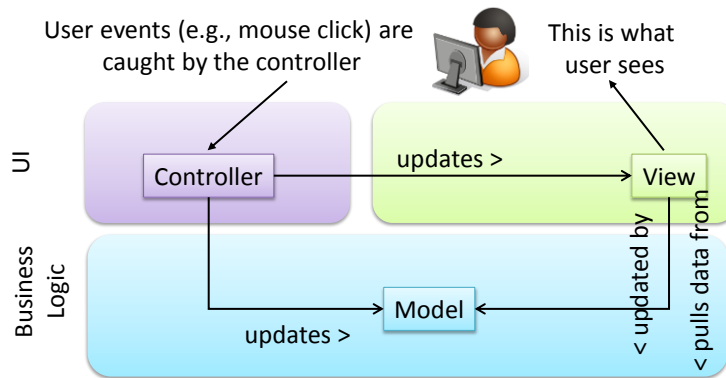 User events (e.g., mouse click) are
caught by the controller
This is what
user sees
UI
Controller
updates >
View
Business
Logic
Model
updates >
< updated by
< pulls data from